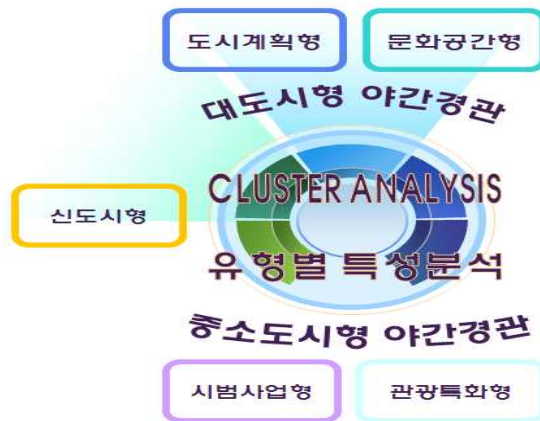 도시계획형
문화공간형
대도시형 야간경관
CLUSTER ANALYSIS
신도시형
유형별 특성분석
중소도시형 야간경관
시범사업형
관광특화형